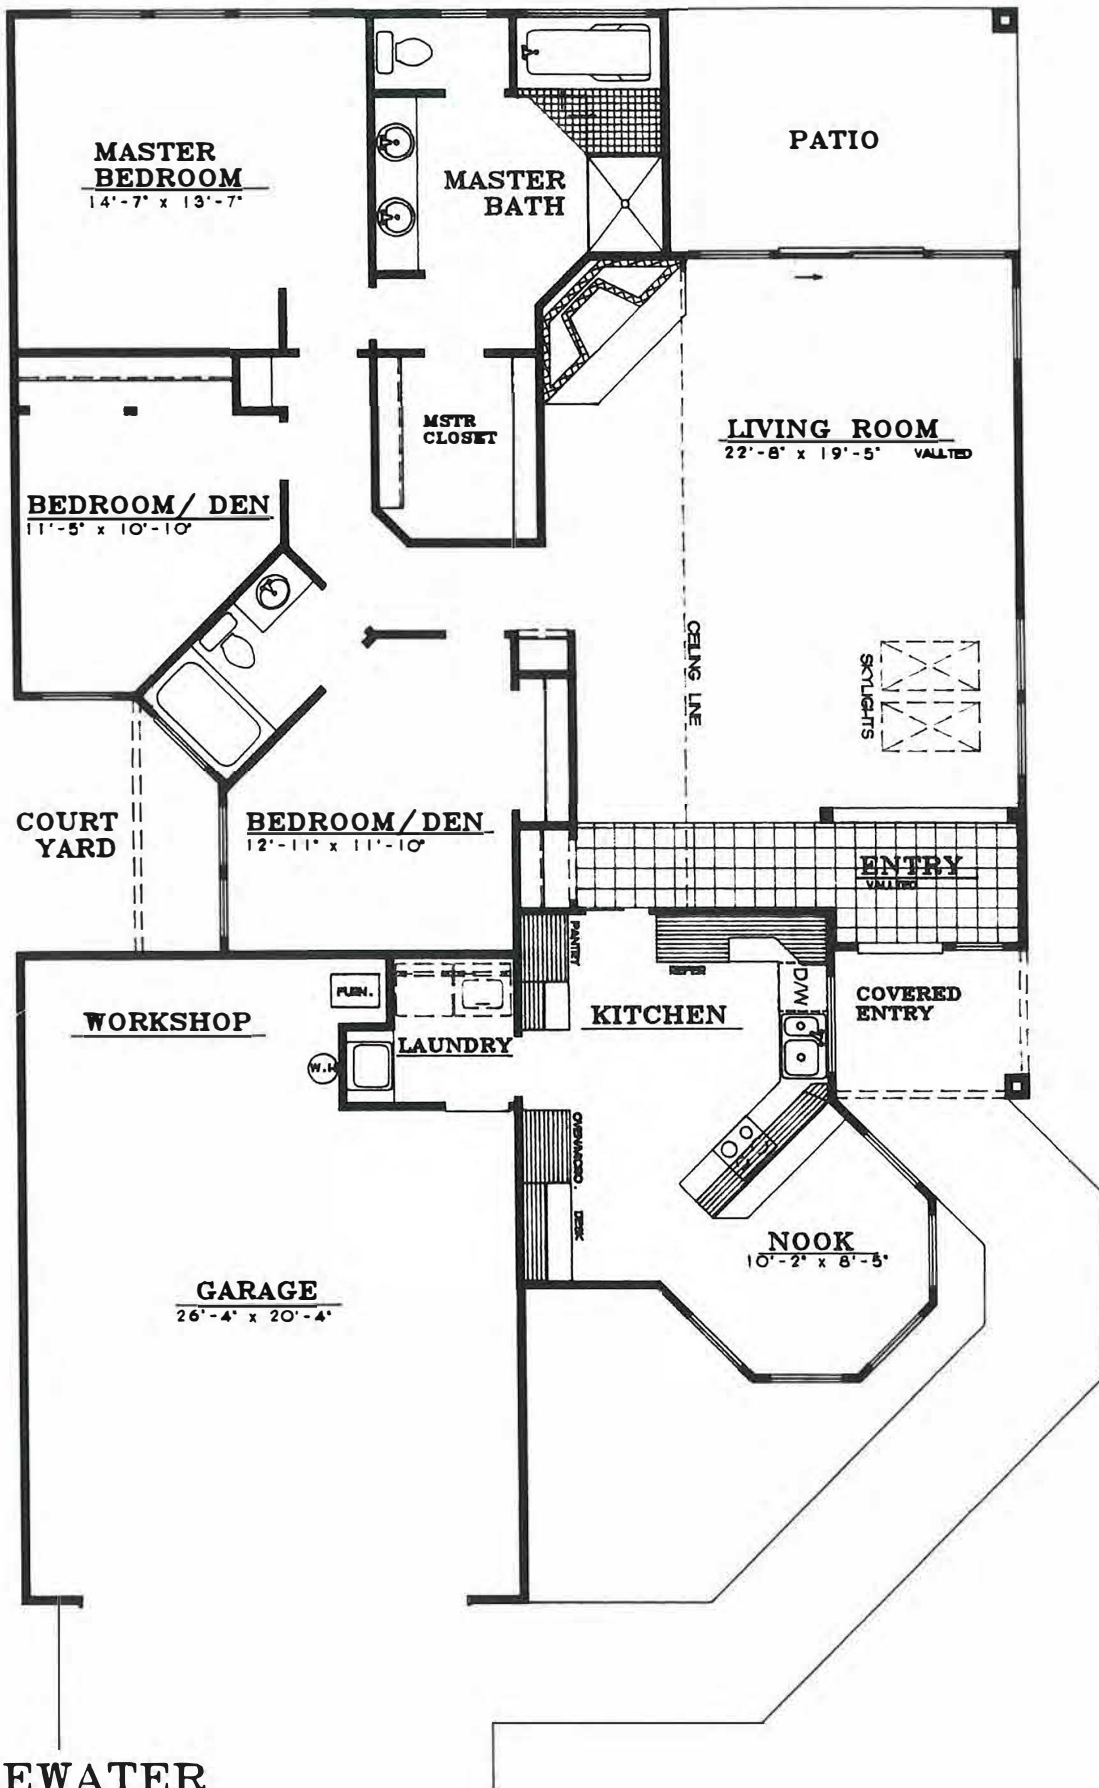 PATIO
MASTER
BEDROOM
14'-7" x 13'-7"
MASTER
BATH
MSTR
CLOSET
LIVING ROOM
22'-8" x 19'-5" VAULTED
BEDROOM/ DEN
11'-5" x 10'-10"
CEILING LINE
SKYLIGHTS
COURT
YARD
BEDROOM/DEN
12'-11" x 11'-10"
ENTRY
VAULTED
PANTRY
REFER
D/W
COVERED
ENTRY
FURN.
WORKSHOP
KITCHEN
LAUNDRY
W.H
OVEN/MICRO.
DESK
NOOK
10'-2" x 8'-5"
GARAGE
26'-4" x 20'-4"
EWATER